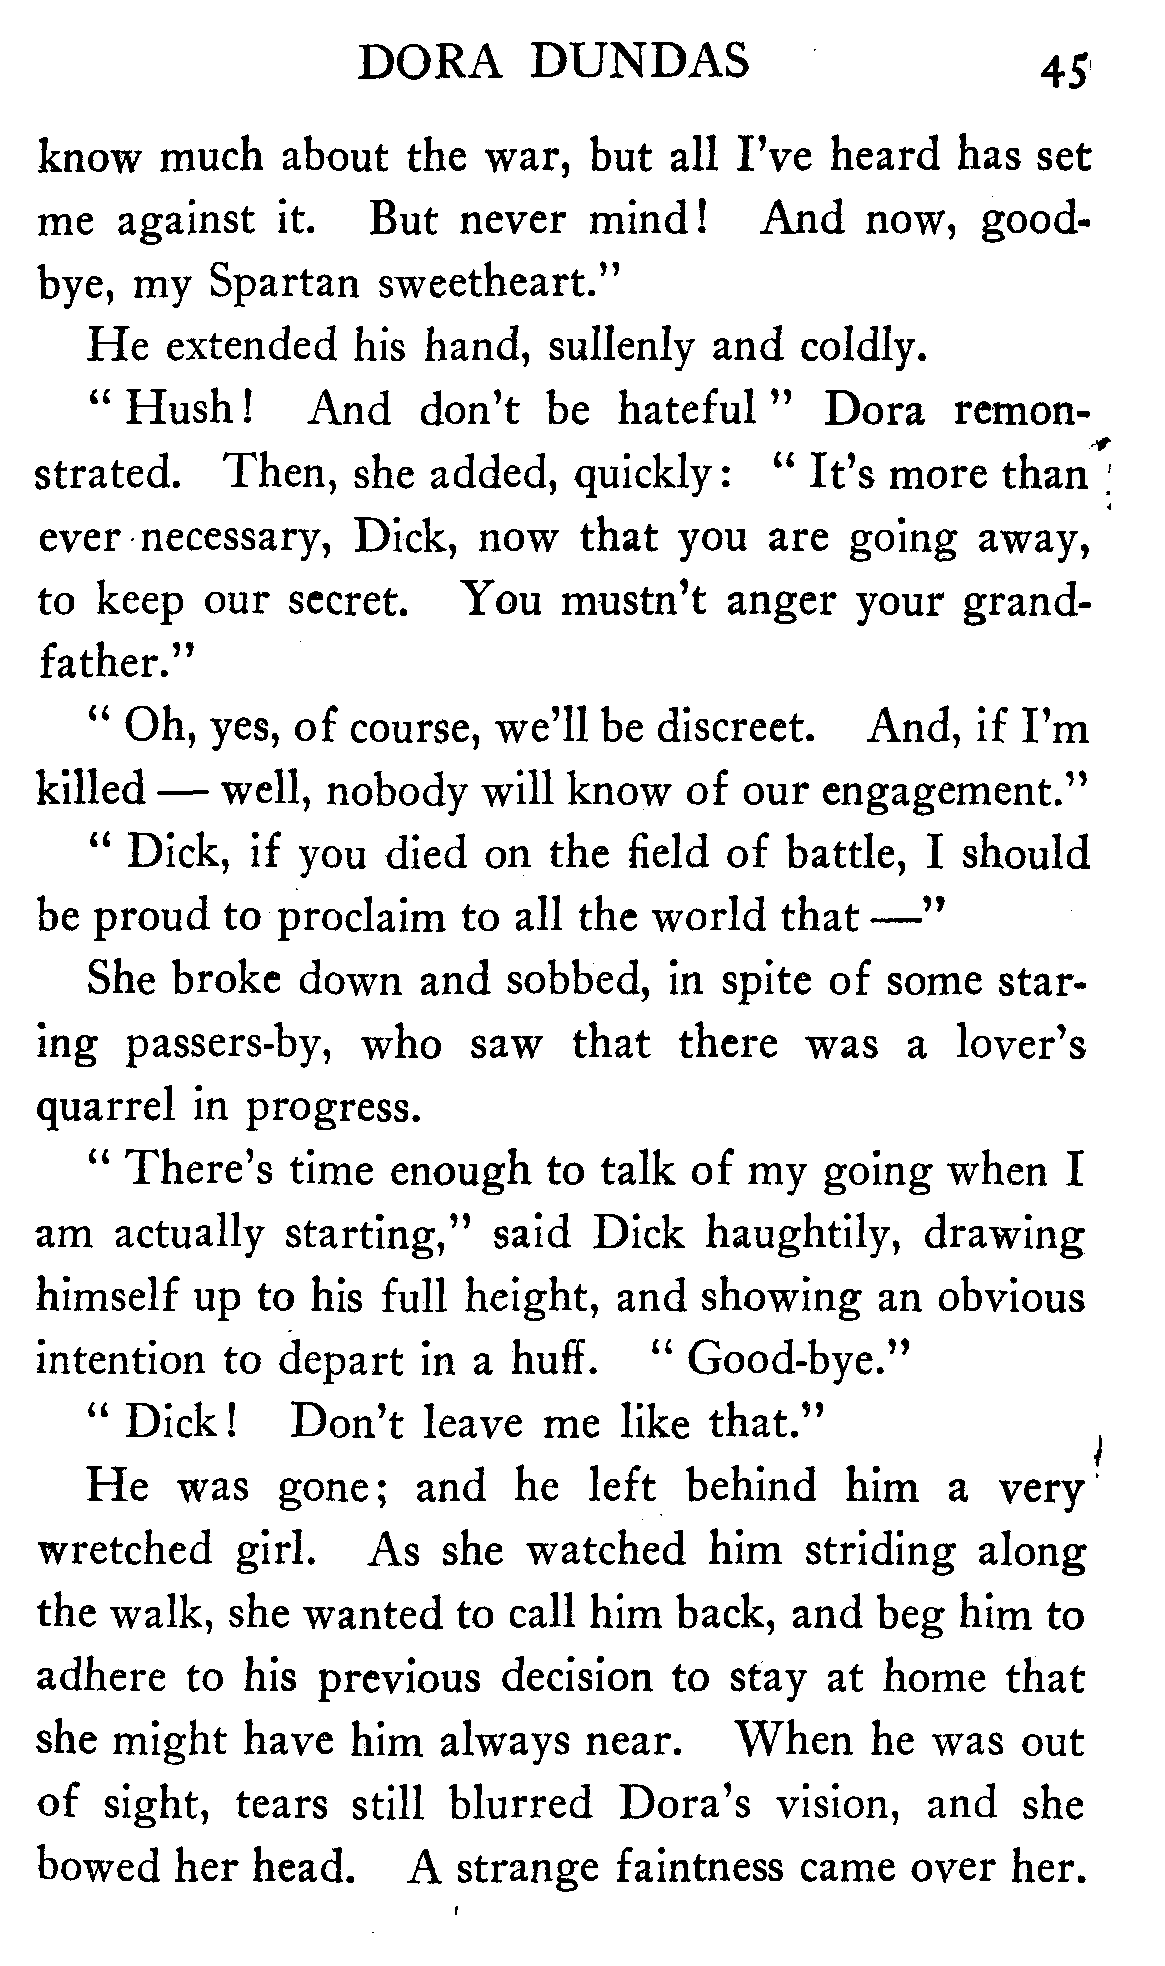 DORA DUNDAS 45
know much about the war, but all I've heard has set
me against it. But never mind! And now, good-
bye, my Spartan sweetheart."
He extended his hand, sullenly and coldly.
" Hush! And don't be hateful " Dora remon-
strated. Then, she added, quickly: " It's more than
ever necessary, Dick, now that you are going away,
to keep our secret. You mustn't anger your grand-
father."
" Oh, yes, of course, we'll be discreet. And, if I'm
killed — well, nobody will know of our engagement."
" Dick, if you died on the field of battle, I should
be proud to proclaim to all the world that —"
She broke down and sobbed, in spite of some star-
ing passers-by, who saw that there was a lover's
quarrel in progress.
" There's time enough to talk of my going when I
am actually starting," said Dick haughtily, drawing
himself up to his full height, and showing an obvious
intention to depart in a huff. " Good-bye."
" Dick! Don't leave me like that."
He was gone; and he left behind him a very
wretched girl. As she watched him striding along
the walk, she wanted to call him back, and beg him to
adhere to his previous decision to stay at home that
she might have him always near. When he was out
of sight, tears still blurred Dora's vision, and she
bowed her head. A strange faintness came over her.